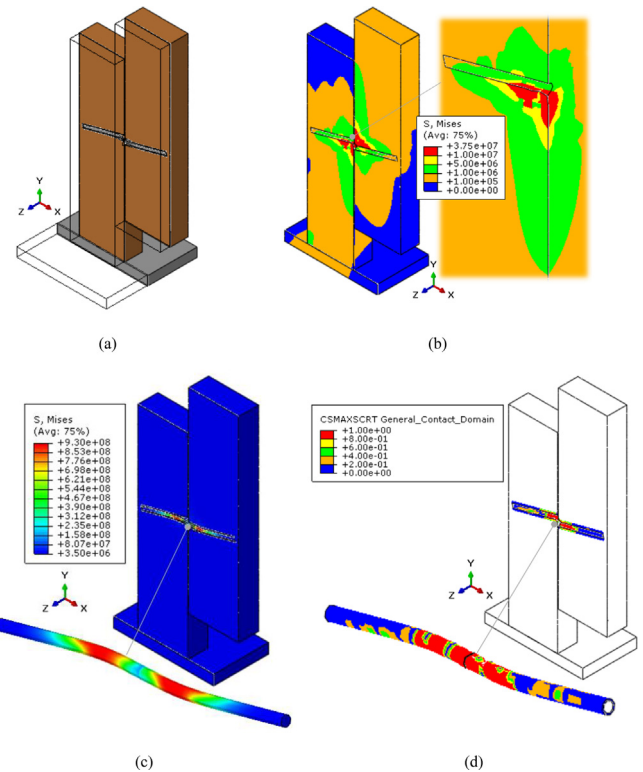 Y
Z
X
(a)
S, Mises
(Avg: 75%)
+3.75e+07
+1.00e+07
+5.00e+06
+1.00e+06
+1.00e+05
+0.00e+00
Y
Z
X
(b)
S, Mises
(Avg: 75%)
+9.30e+08
+8.53e+08
+7.76e+08
+6.98e+08
+6.21e+08
+5.44e+08
+4.67e+08
+3.90e+08
+3.12e+08
+2.35e+08
+1.58e+08
+8.07e+07
+3.50e+06
Y
Z
X
(c)
CSMAXSCRT General_Contact_Domain
+1.00e+00
+8.00e-01
+6.00e-01
+4.00e-01
+2.00e-01
+0.00e+00
Y
Z
X
(d)